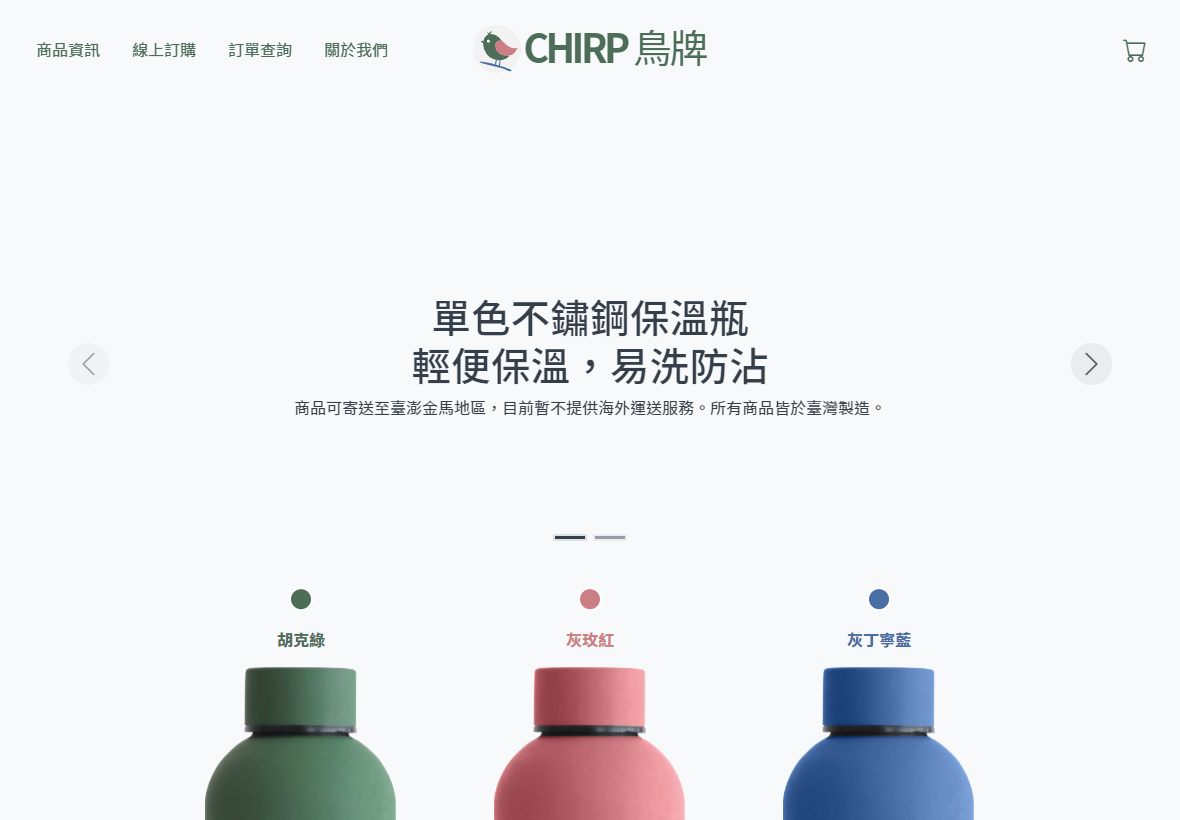 商品資訊 線上訂購 訂單查詢 關於我們
CHIRP 鳥牌
單色不鏽鋼保溫瓶
輕便保溫，易洗防沾
商品可寄送至臺澎金馬地區，目前暫不提供海外運送服務。所有商品皆於臺灣製造。
胡克綠 灰玫紅 灰丁寧藍